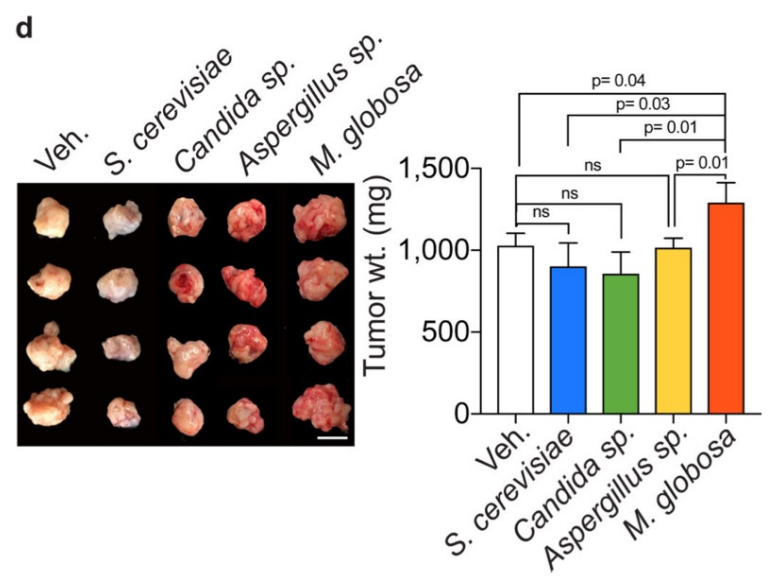 d
Veh.
S. cerevisiae
Candida sp.
Aspergillus sp.
M. globosa
p= 0.04
p= 0.03
p= 0.01
ns
p= 0.01
ns
ns
Tumor wt. (mg)
1,500
1,000
500
0
Veh.
S. cerevisiae
Candida sp.
Aspergillus sp.
M. globosa